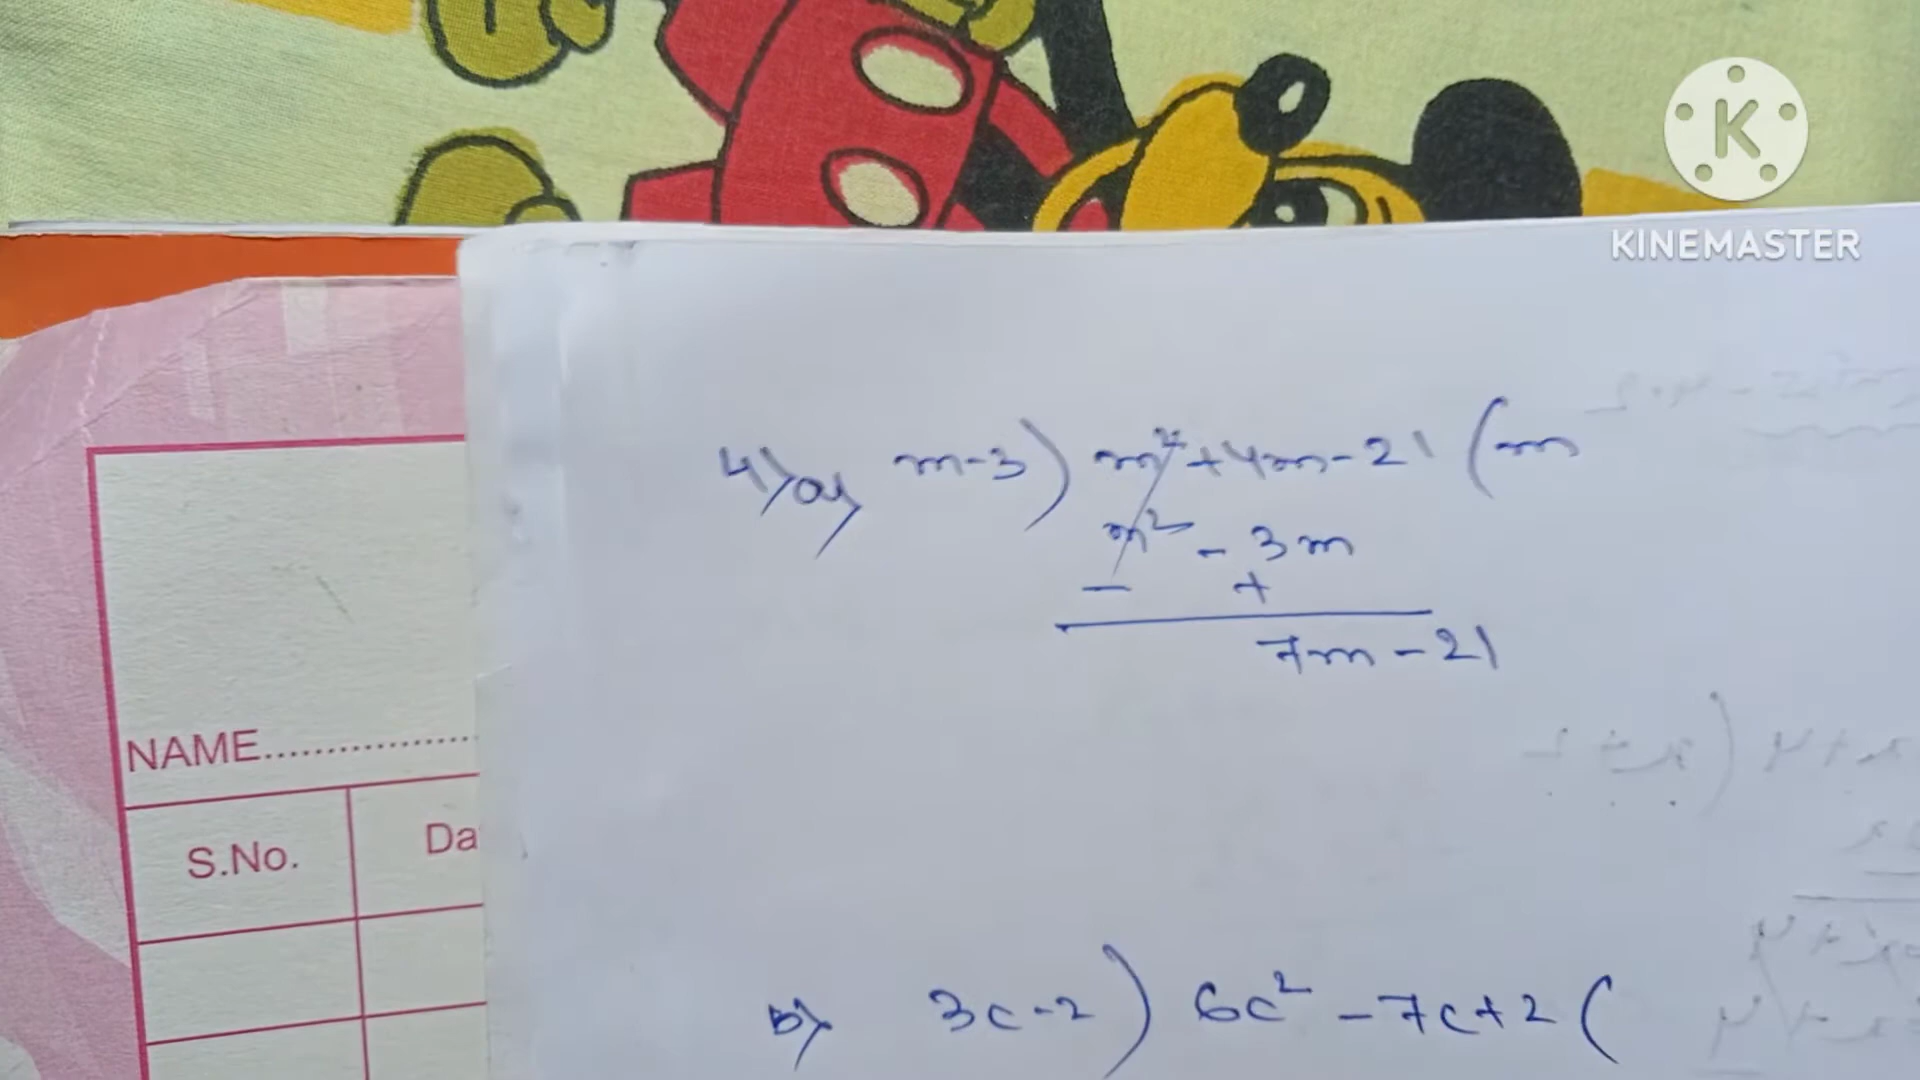 K
KINEMASTER
4) a) m-3) m²+4m-21 (m
m² - 3m
- +
7m-21
NAME..................
S.No.
Da
b) 3c-2) 6c²-7c+2 (